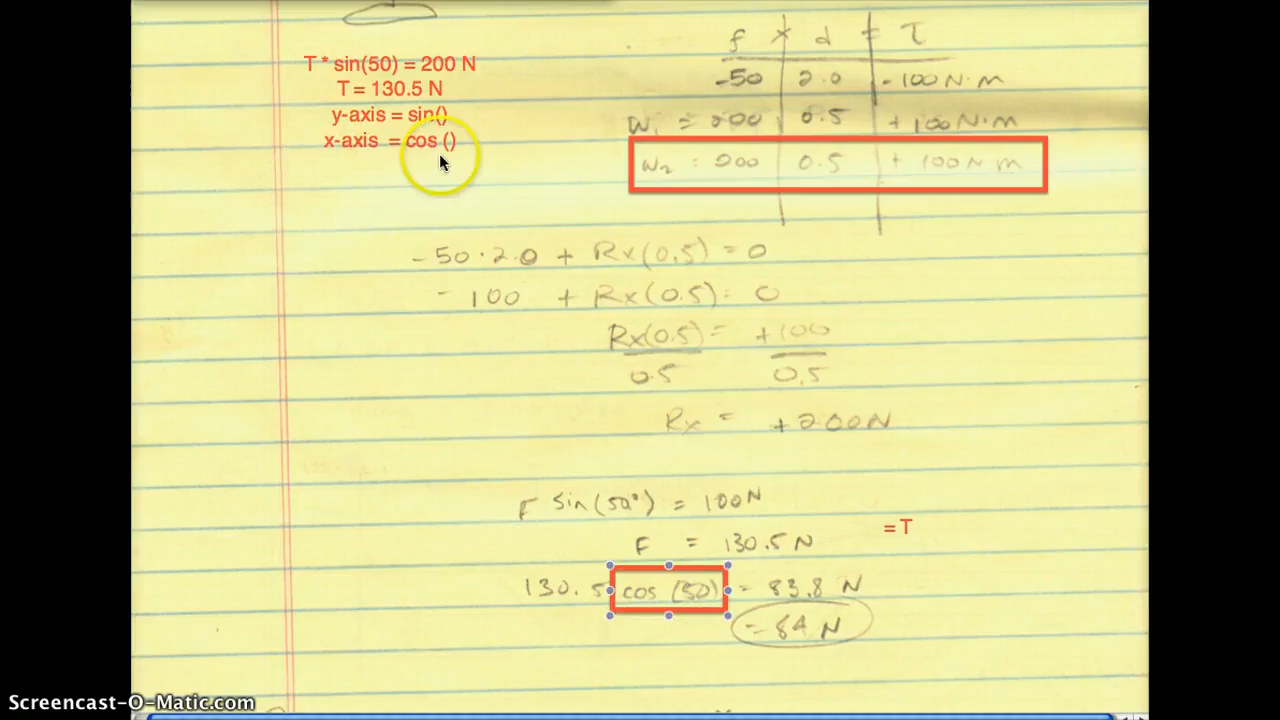 f × d = τ
-50 2.0 -100 N·m
W₁ = 200 0.5 +100 N·m
W₂ = 200 0.5 +100 N m
T * sin(50) = 200 N
T = 130.5 N
y-axis = sin()
x-axis = cos ()
-50·2.0 + Rx(0.5) = 0
-100 + Rx(0.5) = 0
Rx(0.5) = +100
0.5 0.5
Rx = +200N
F sin(50°) = 100N
= T
F = 130.5 N
130.5 cos (50) = 83.8 N
= 84 N
Screencast-O-Matic.com